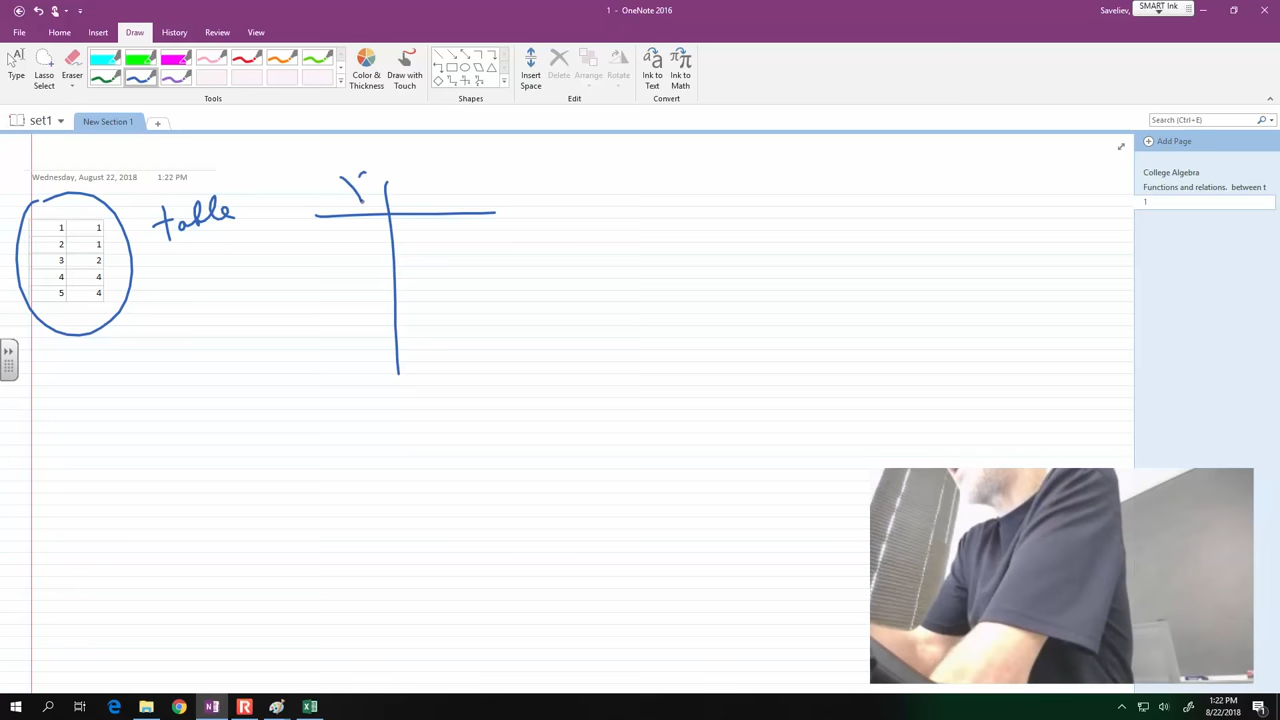 1 - OneNote 2016
Saveliev,
SMART Ink
File Home Insert Draw History Review View
Type
Lasso Select
Eraser
Color & Thickness
Draw with Touch
Insert Space
Delete
Arrange
Rotate
Ink to Text
Ink to Math
Tools
Shapes
Edit
Convert
set1
New Section 1
Search (Ctrl+E)
Add Page
College Algebra
Functions and relations. between t
1
Wednesday, August 22, 2018 1:22 PM
table
1 1
2 1
3 2
4 4
5 4
1:22 PM
8/22/2018